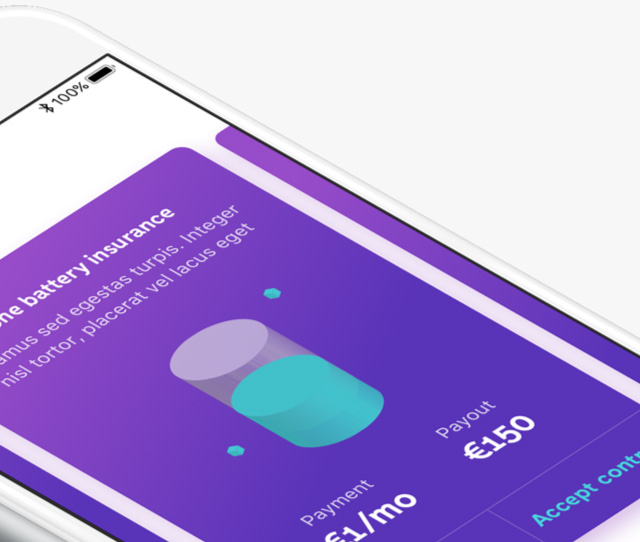 100%
ne battery insurance
amus sed egestas turpis. Integer
nisl tortor, placerat vel lacus eget
Payment
€1/mo
Payout
€150
Accept contr